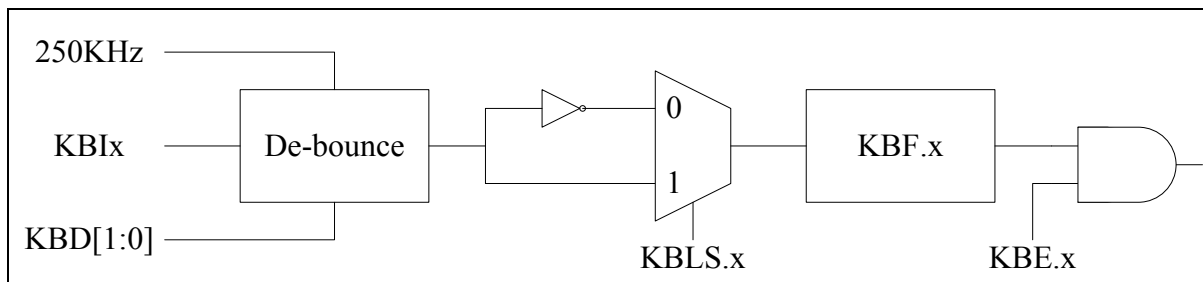 250KHz
KBIx
De-bounce
KBD[1:0]
0
1
KBLS.x
KBF.x
KBE.x